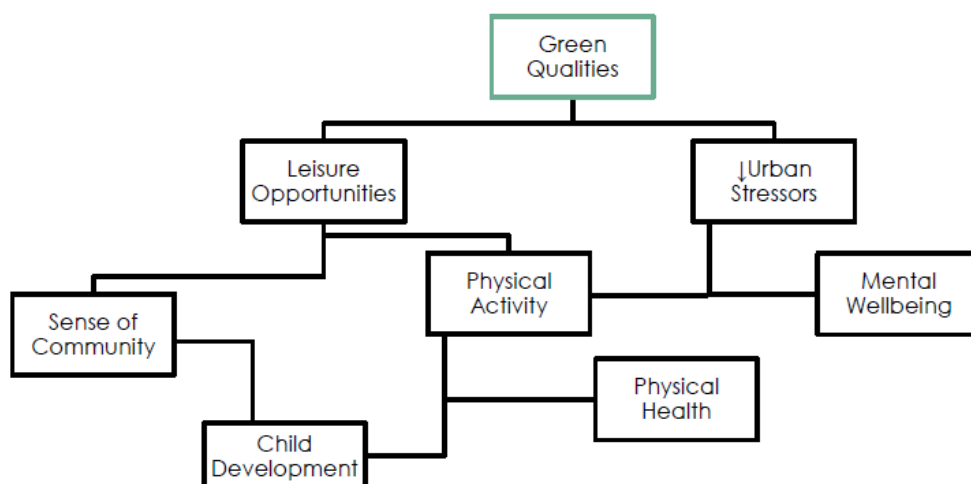 Green
Qualities
Leisure
Opportunities
↓Urban
Stressors
Physical
Activity
Mental
Wellbeing
Sense of
Community
Physical
Health
Child
Development